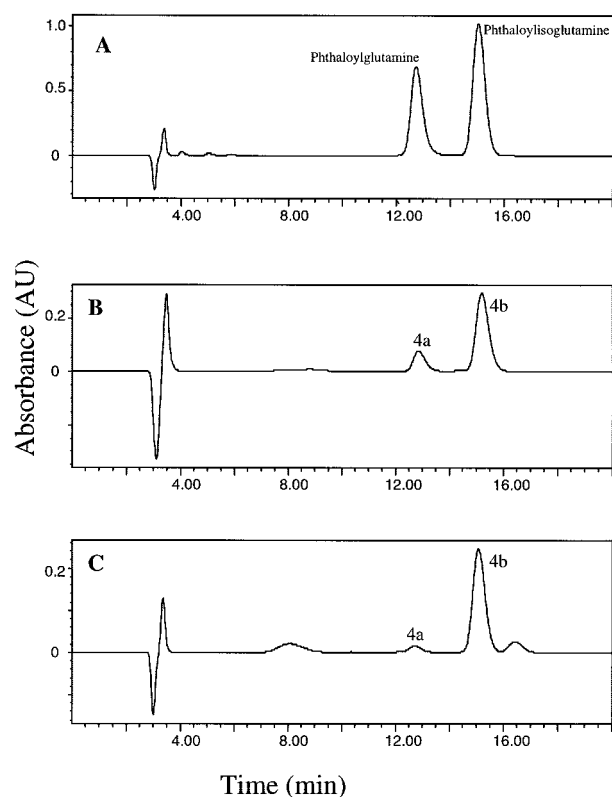 A
1.0
0.5
0
Phthaloylglutamine
Phthaloylisoglutamine
4.00 8.00 12.00 16.00
B
0.2
0
4a
4b
4.00 8.00 12.00 16.00
C
0.2
0
4a
4b
4.00 8.00 12.00 16.00
Absorbance (AU)
Time (min)